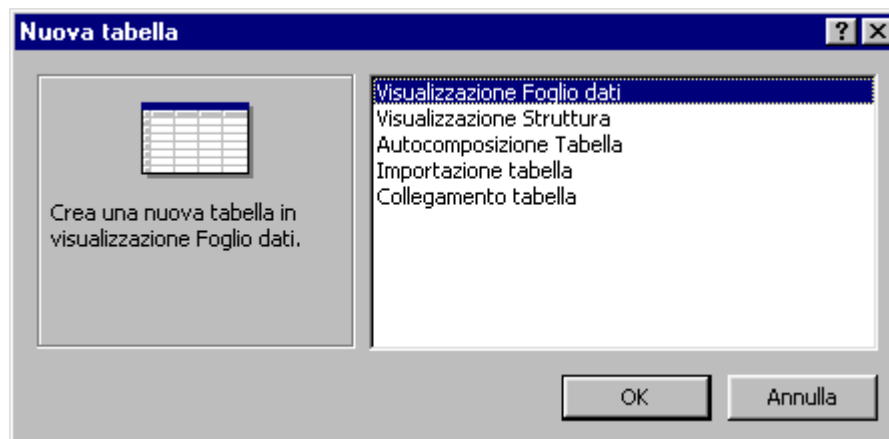 Nuova tabella
Crea una nuova tabella in
visualizzazione Foglio dati.
Visualizzazione Foglio dati
Visualizzazione Struttura
Autocomposizione Tabella
Importazione tabella
Collegamento tabella
OK
Annulla